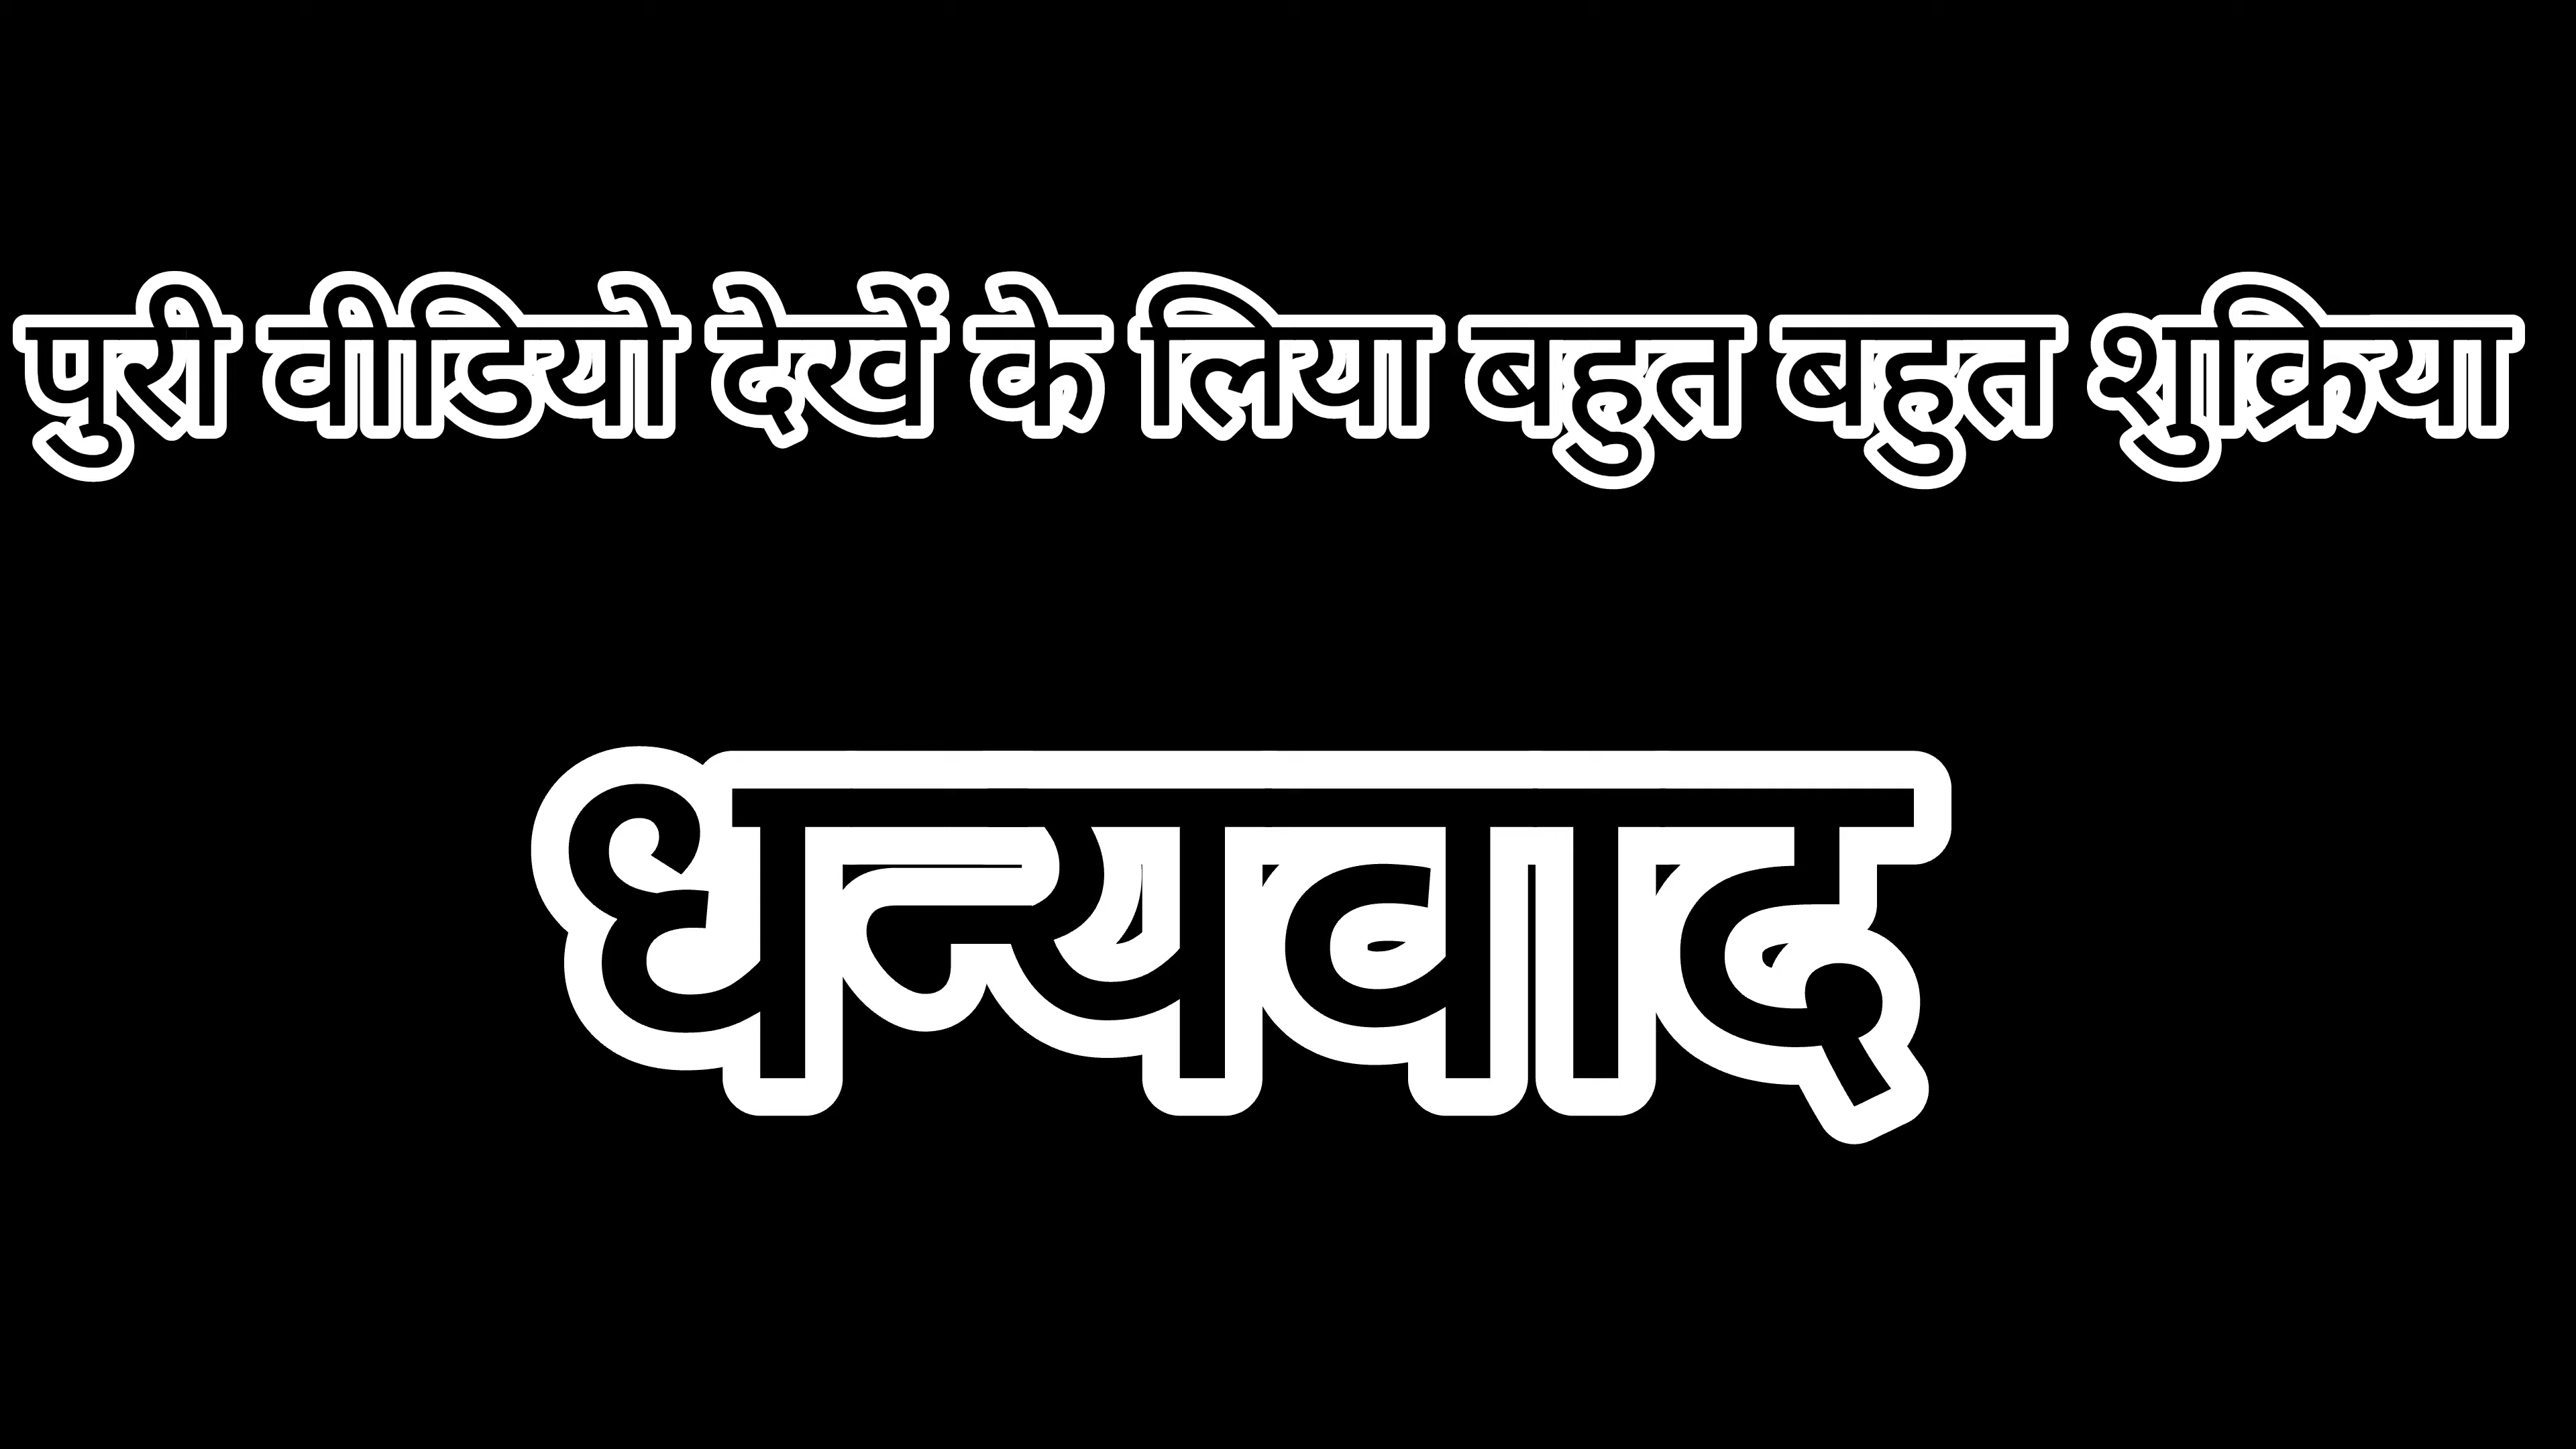 पुरी वीडियो देखें के लिया बहुत बहुत शुक्रिया
धन्यवाद